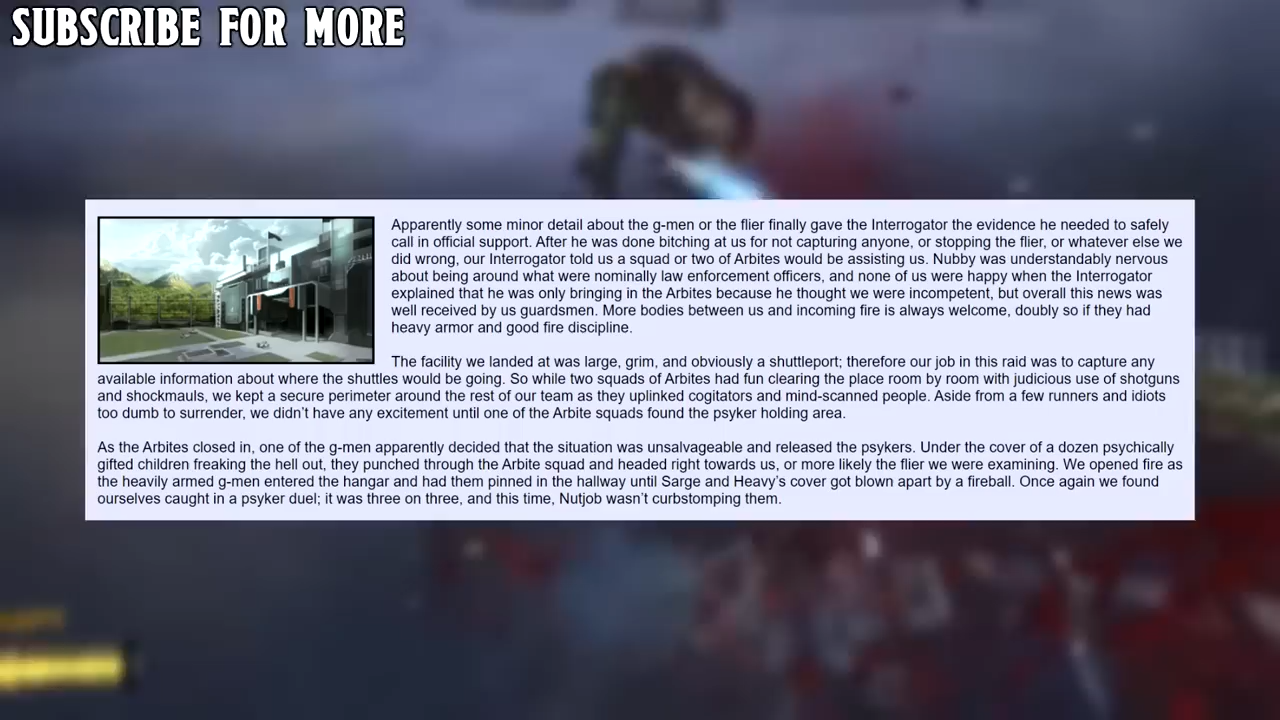 SUBSCRIBE FOR MORE
Apparently some minor detail about the g-men or the flier finally gave the Interrogator the evidence he needed to safely
call in official support. After he was done bitching at us for not capturing anyone, or stopping the flier, or whatever else we
did wrong, our Interrogator told us a squad or two of Arbites would be assisting us. Nubby was understandably nervous
about being around what were nominally law enforcement officers, and none of us were happy when the Interrogator
explained that he was only bringing in the Arbites because he thought we were incompetent, but overall this news was
well received by us guardsmen. More bodies between us and incoming fire is always welcome, doubly so if they had
heavy armor and good fire discipline.
The facility we landed at was large, grim, and obviously a shuttleport; therefore our job in this raid was to capture any
available information about where the shuttles would be going. So while two squads of Arbites had fun clearing the place room by room with judicious use of shotguns
and shockmauls, we kept a secure perimeter around the rest of our team as they uplinked cogitators and mind-scanned people. Aside from a few runners and idiots
too dumb to surrender, we didn't have any excitement until one of the Arbite squads found the psyker holding area.
As the Arbites closed in, one of the g-men apparently decided that the situation was unsalvageable and released the psykers. Under the cover of a dozen psychically
gifted children freaking the hell out, they punched through the Arbite squad and headed right towards us, or more likely the flier we were examining. We opened fire as
the heavily armed g-men entered the hangar and had them pinned in the hallway until Sarge and Heavy's cover got blown apart by a fireball. Once again we found
ourselves caught in a psyker duel; it was three on three, and this time, Nutjob wasn't curbstomping them.